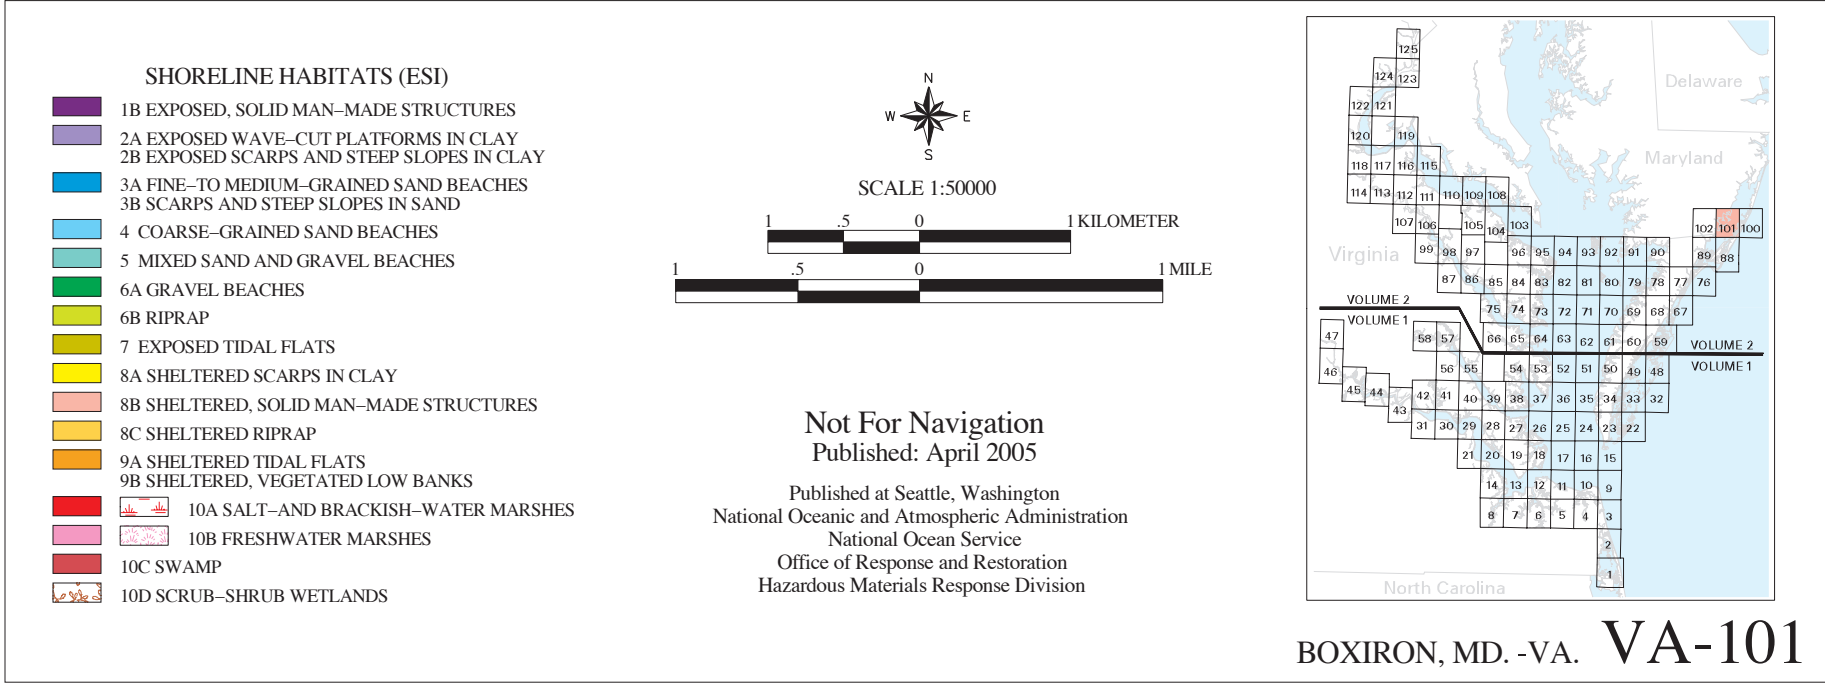 SHORELINE HABITATS (ESI)
1B EXPOSED, SOLID MAN–MADE STRUCTURES
2A EXPOSED WAVE–CUT PLATFORMS IN CLAY
2B EXPOSED SCARPS AND STEEP SLOPES IN CLAY
3A FINE–TO MEDIUM–GRAINED SAND BEACHES
3B SCARPS AND STEEP SLOPES IN SAND
4 COARSE–GRAINED SAND BEACHES
5 MIXED SAND AND GRAVEL BEACHES
6A GRAVEL BEACHES
6B RIPRAP
7 EXPOSED TIDAL FLATS
8A SHELTERED SCARPS IN CLAY
8B SHELTERED, SOLID MAN–MADE STRUCTURES
8C SHELTERED RIPRAP
9A SHELTERED TIDAL FLATS
9B SHELTERED, VEGETATED LOW BANKS
10A SALT–AND BRACKISH–WATER MARSHES
10B FRESHWATER MARSHES
10C SWAMP
10D SCRUB–SHRUB WETLANDS
N
W E
S
SCALE 1:50000
1 .5 0 1 KILOMETER
1 .5 0 1 MILE
Not For Navigation
Published: April 2005
Published at Seattle, Washington
National Oceanic and Atmospheric Administration
National Ocean Service
Office of Response and Restoration
Hazardous Materials Response Division
125
124 123
Delaware
122 121
120 119
Maryland
118 117 116 115
114 113 112 111 110 109 108
107 106 105 104 103 102 101 100
Virginia
99 98 97 96 95 94 93 92 91 90 89 88
87 86 85 84 83 82 81 80 79 78 77 76
VOLUME 2
VOLUME 1
75 74 73 72 71 70 69 68 67
47 58 57 66 65 64 63 62 61 60 59
VOLUME 2
VOLUME 1
46 56 55 54 53 52 51 50 49 48
45 44 43 42 41 40 39 38 37 36 35 34 33 32
31 30 29 28 27 26 25 24 23 22
21 20 19 18 17 16 15
14 13 12 11 10 9
8 7 6 5 4 3
2
1
North Carolina
BOXIRON, MD. -VA. VA-101